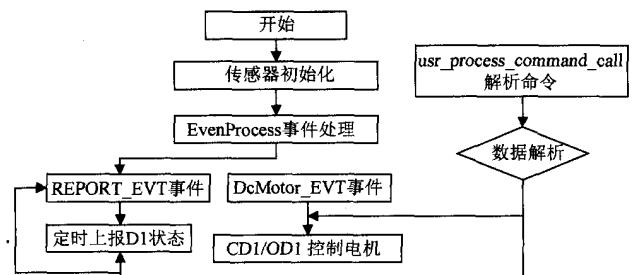 开始
传感器初始化
EvenProcess事件处理
REPORT_EVT事件
定时上报D1状态
DcMotor_EVT事件
CD1/OD1 控制电机
usr_process_command_call
解析命令
数据解析